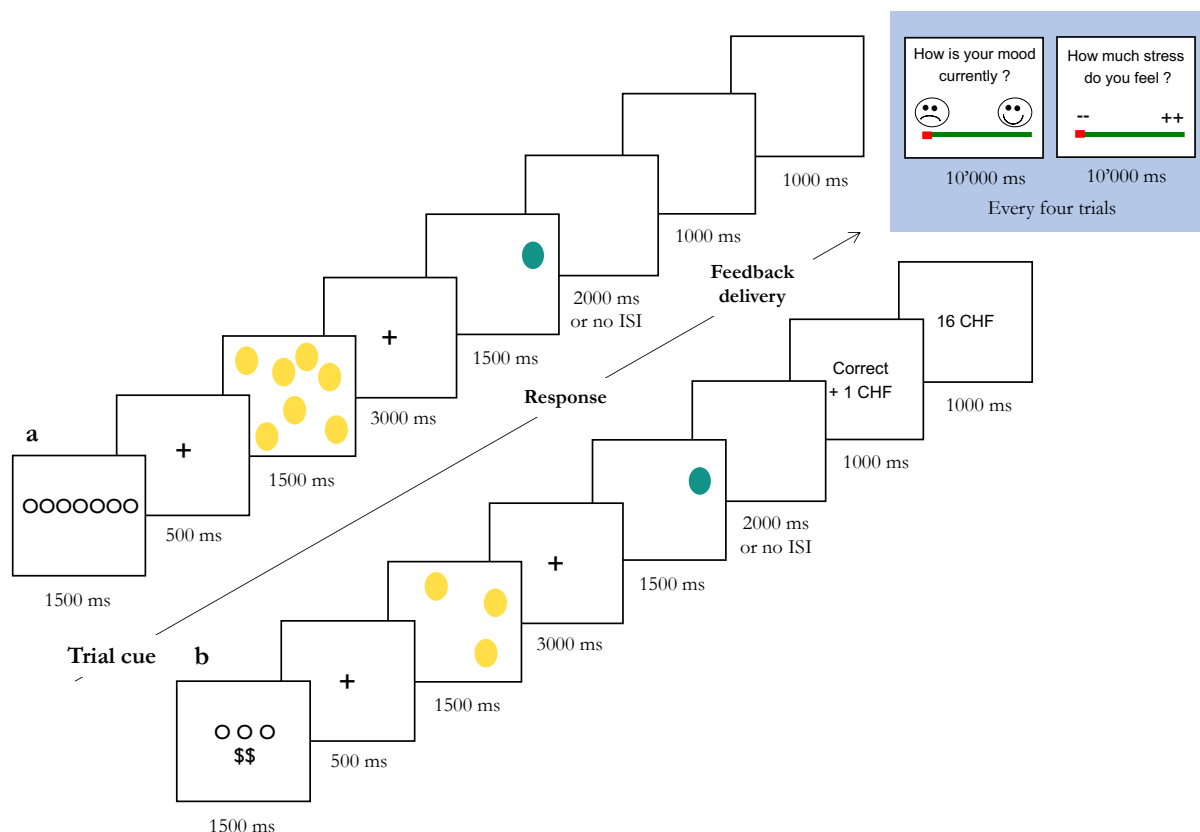 a
OOOOOOO
1500 ms
+
500 ms
1500 ms
+
3000 ms
1500 ms
2000 ms
or no ISI
1000 ms
1000 ms
Trial cue
Response
Feedback
delivery
b
O O O
$$
1500 ms
+
500 ms
1500 ms
+
3000 ms
1500 ms
2000 ms
or no ISI
Correct
+ 1 CHF
1000 ms
16 CHF
1000 ms
How is your mood
currently ?
10'000 ms
How much stress
do you feel ?
-- ++
10'000 ms
Every four trials